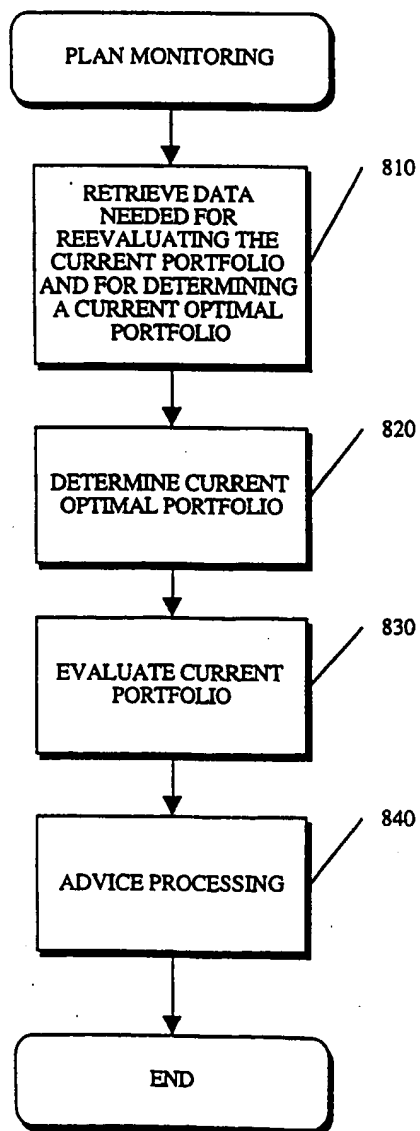 PLAN MONITORING
810
RETRIEVE DATA
NEEDED FOR
REEVALUATING THE
CURRENT PORTFOLIO
AND FOR DETERMINING
A CURRENT OPTIMAL
PORTFOLIO
820
DETERMINE CURRENT
OPTIMAL PORTFOLIO
830
EVALUATE CURRENT
PORTFOLIO
840
ADVICE PROCESSING
END